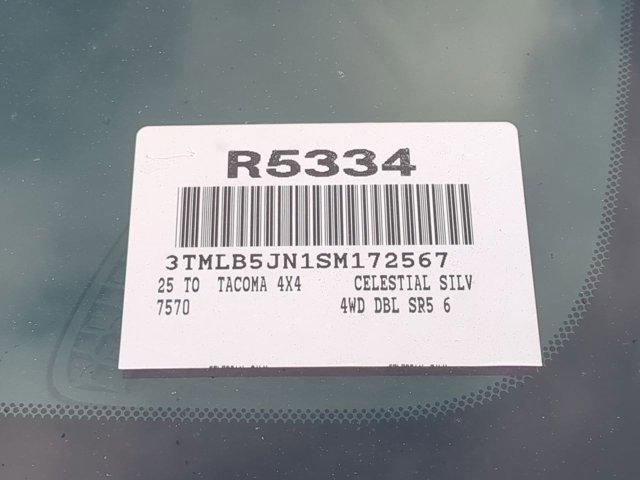 R5334
3TMLB5JN1SM172567
25 TO TACOMA 4X4 CELESTIAL SILV
7570 4WD DBL SR5 6